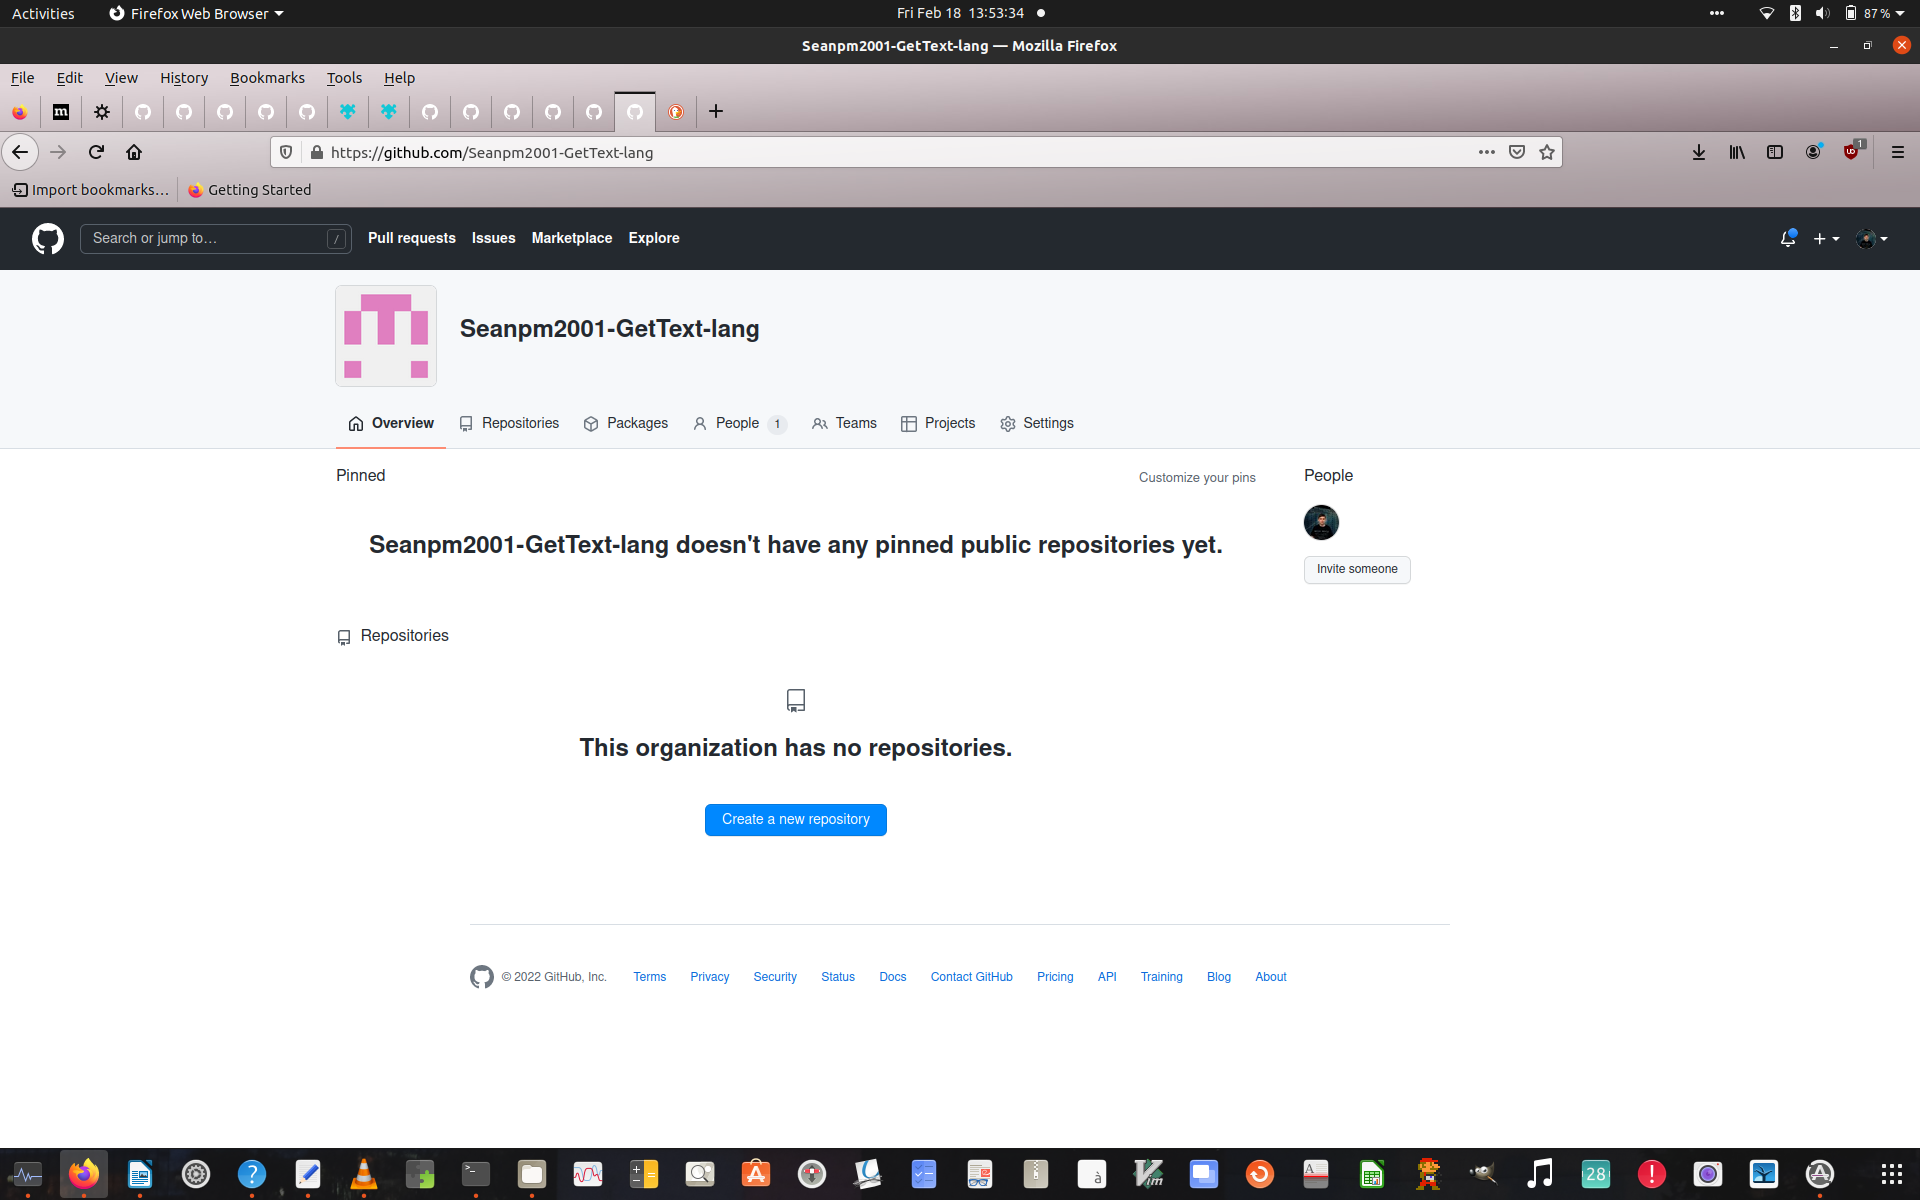 Activities
Firefox Web Browser
Fri Feb 18 13:53:34
87 %
Seanpm2001-GetText-lang — Mozilla Firefox
File Edit View History Bookmarks Tools Help
https://github.com/Seanpm2001-GetText-lang
1
Import bookmarks…
Getting Started
Search or jump to…
/
Pull requests Issues Marketplace Explore
Seanpm2001-GetText-lang
Overview
Repositories
Packages
People 1
Teams
Projects
Settings
Pinned
Customize your pins
People
Seanpm2001-GetText-lang doesn't have any pinned public repositories yet.
Invite someone
Repositories
This organization has no repositories.
Create a new repository
© 2022 GitHub, Inc. Terms Privacy Security Status Docs Contact GitHub Pricing API Training Blog About
28